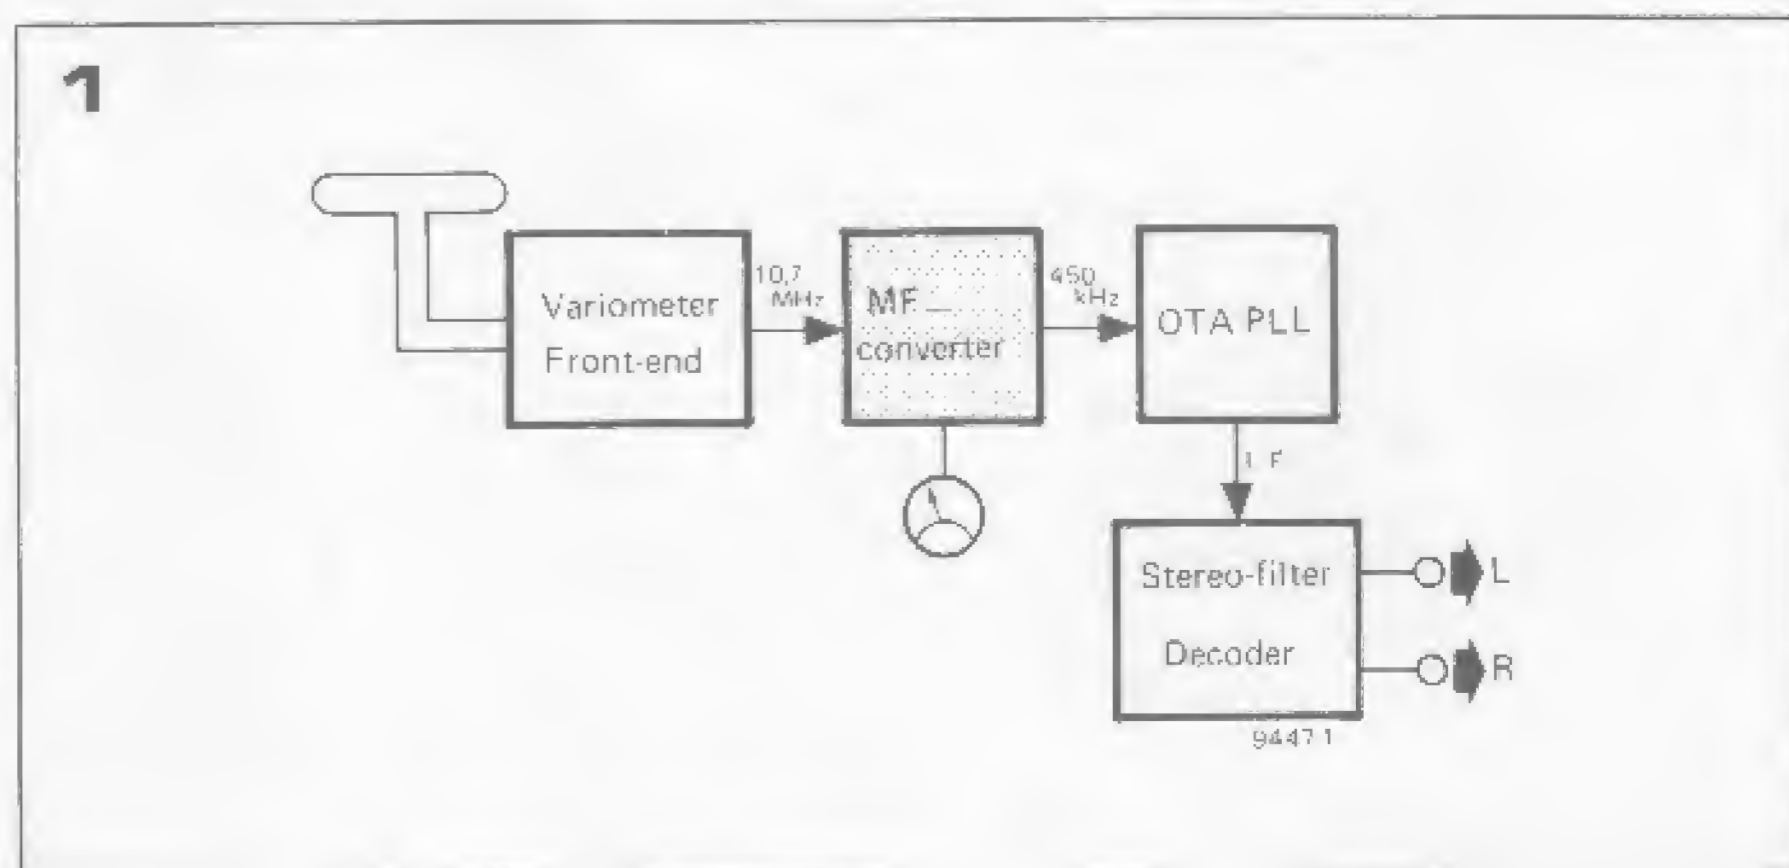 1
Variometer
Front-end
10,7
MHz
MF
converter
450
kHz
OTA PLL
L F
Stereo-filter
Decoder
L
R
9447 1